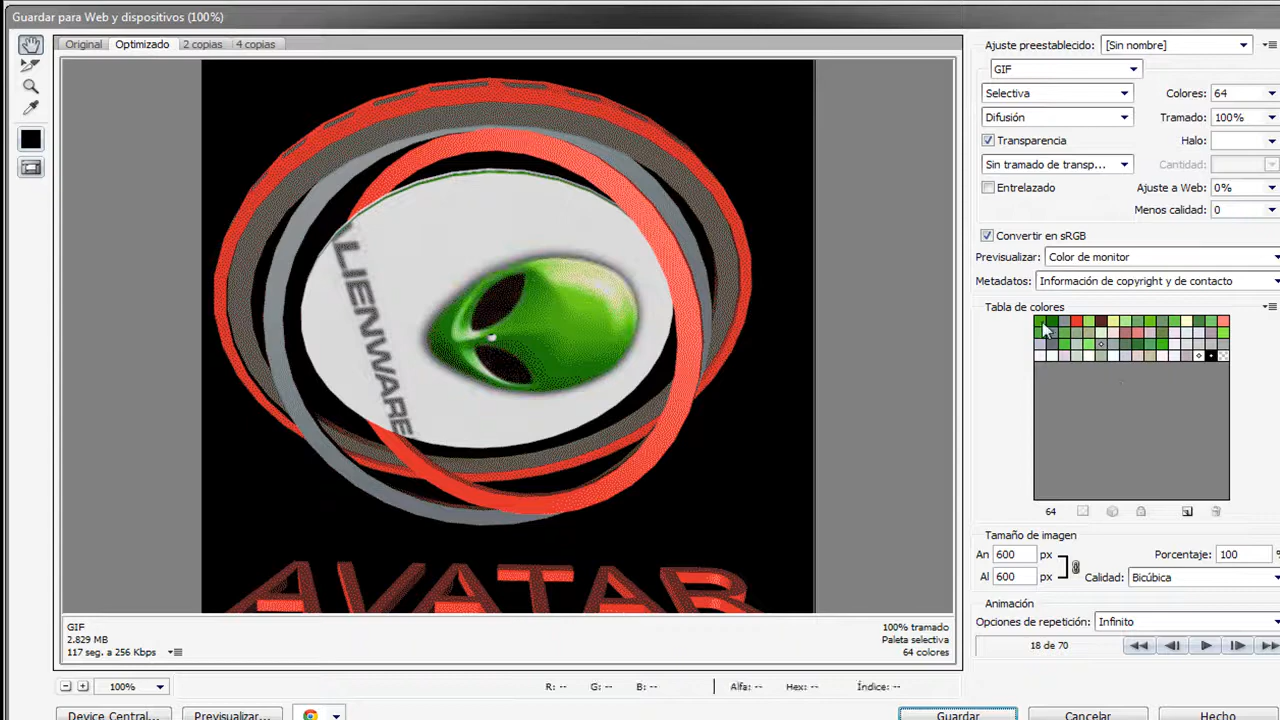 Guardar para Web y dispositivos (100%)
Original Optimizado 2 copias 4 copias
Ajuste preestablecido: [Sin nombre]
GIF
Selectiva Colores: 64
Difusión Tramado: 100%
Transparencia Halo:
Sin tramado de transp... Cantidad:
Entrelazado Ajuste a Web: 0%
Menos calidad: 0
Convertir en sRGB
Previsualizar: Color de monitor
Metadatos: Información de copyright y contacto
Tabla de colores
64
Tamaño de imagen
An 600 px Porcentaje: 100 %
Al 600 px Calidad: Bicúbica
Animación
Opciones de repetición: Infinito
18 de 70
ALIENWARE
AVATAR
GIF 100% tramado
2.829 MB Paleta selectiva
117 seg. a 256 Kbps 64 colores
100% R: -- G: -- B: -- Alfa: -- Hex: -- Índice: --
Device Central... Previsualizar... Guardar Cancelar Hecho